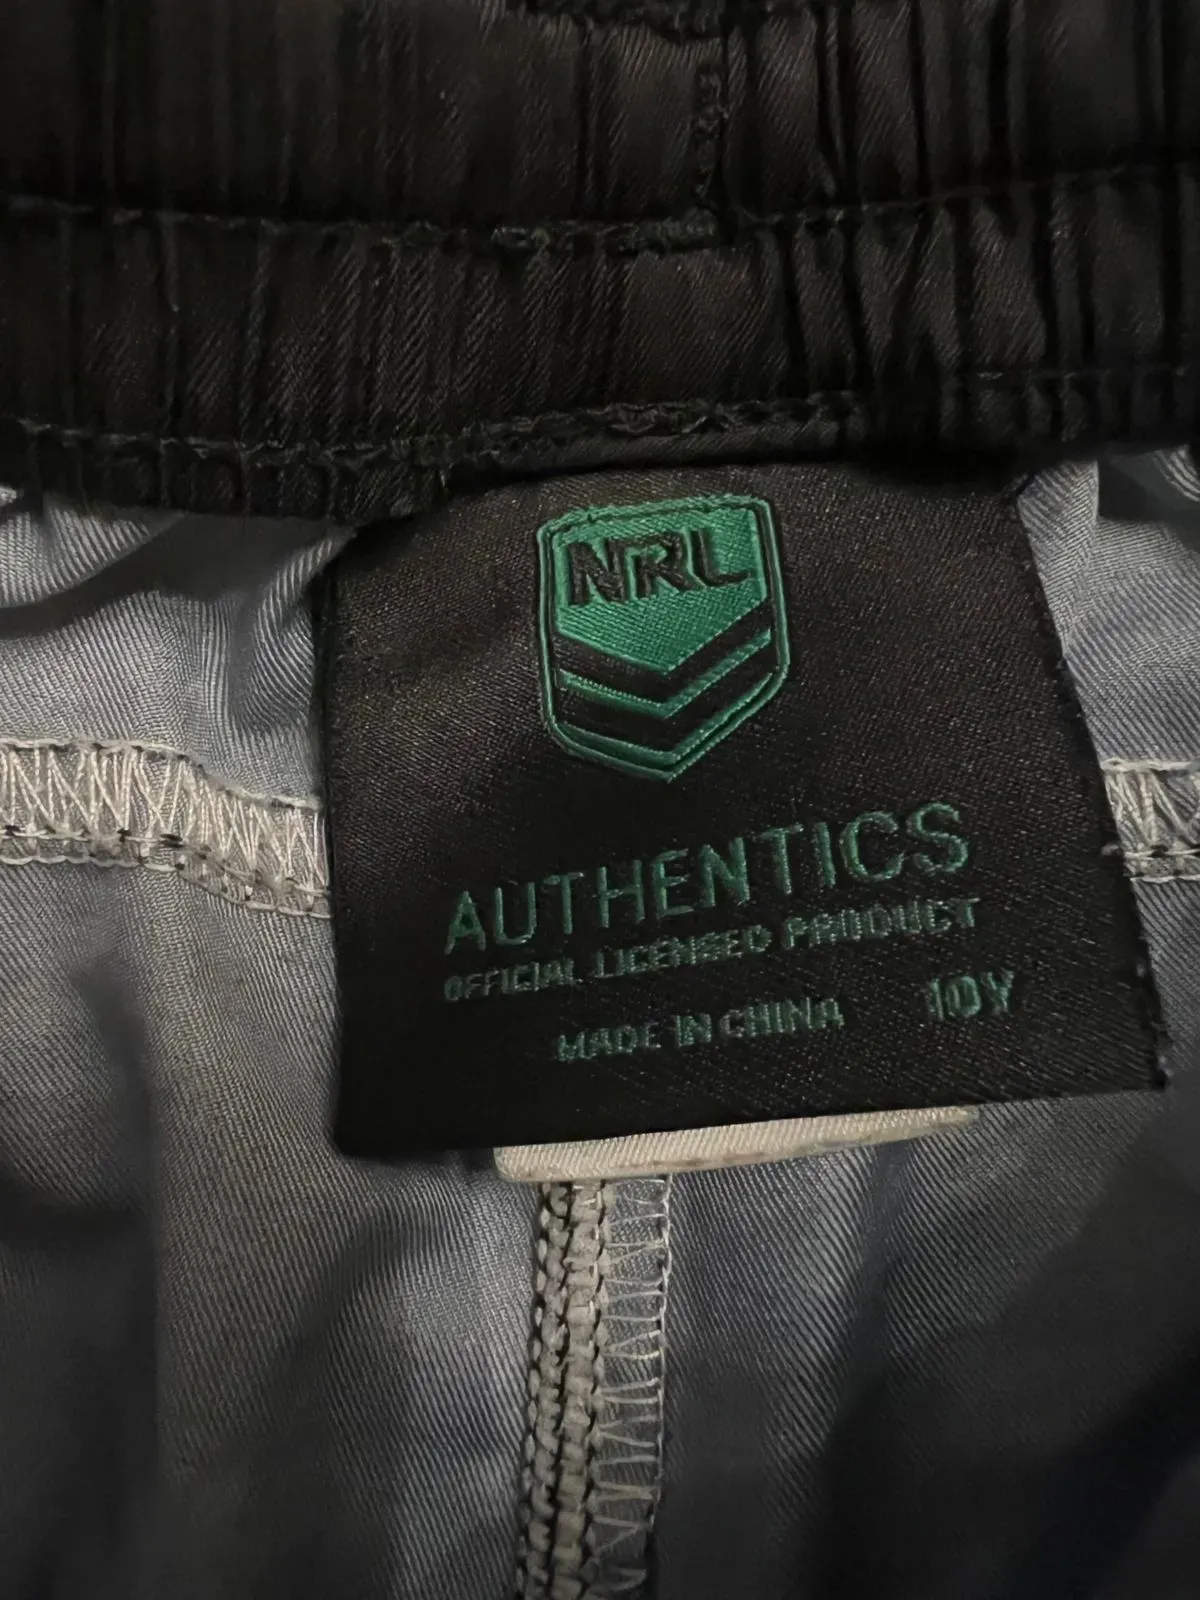 NRL
AUTHENTICS
OFFICIAL LICENSED PRODUCT
MADE IN CHINA 10Y